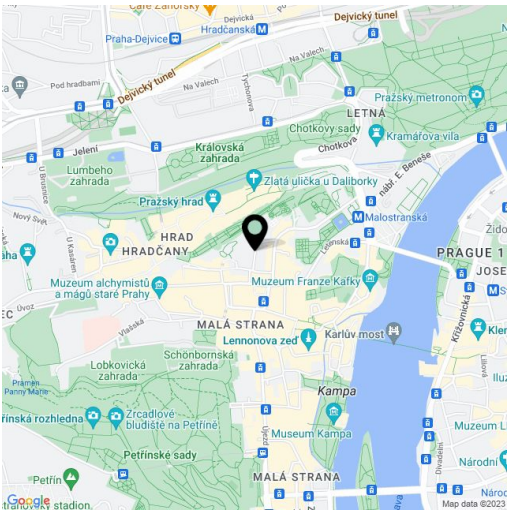 Café Záhorský
Dejvická
Dejvický tunel
Praha-Dejvice
Hradčanská
Na Valech
Pod hradbami
Dejvický tunel
Na Valech
Tychonova
Pražský metronom
LETNÁ
Chotkovy sady
Kramářova vila
Jelení
Královská
zahrada
Chotkova
Lumbeho
zahrada
U Brusnice
Zlatá ulička u Daliborky
nábř. E. Beneše
Pražský hrad
Nový Svět
Malostranská
HRAD
HRADČANY
U Kasáren
Letenská
PRAGUE 1
JOSE
Muzeum alchymistů
a mágů staré Prahy
Muzeum Franze Kafky
Úvoz
Křižovnická
MALÁ STRANA
Karlův most
Klen
Vlašská
Lennonova zeď
Schönbornská
zahrada
Lobkovická
zahrada
Liliová
Pramen
Panny Marie
Kampa
Zrcadlové
bludiště na Petříně
Museum Kampa
Újezd
Petřínské sady
Divadelní
Muzeum L
Národní
Petřín
MALÁ STRANA
Google
Map data ©2023